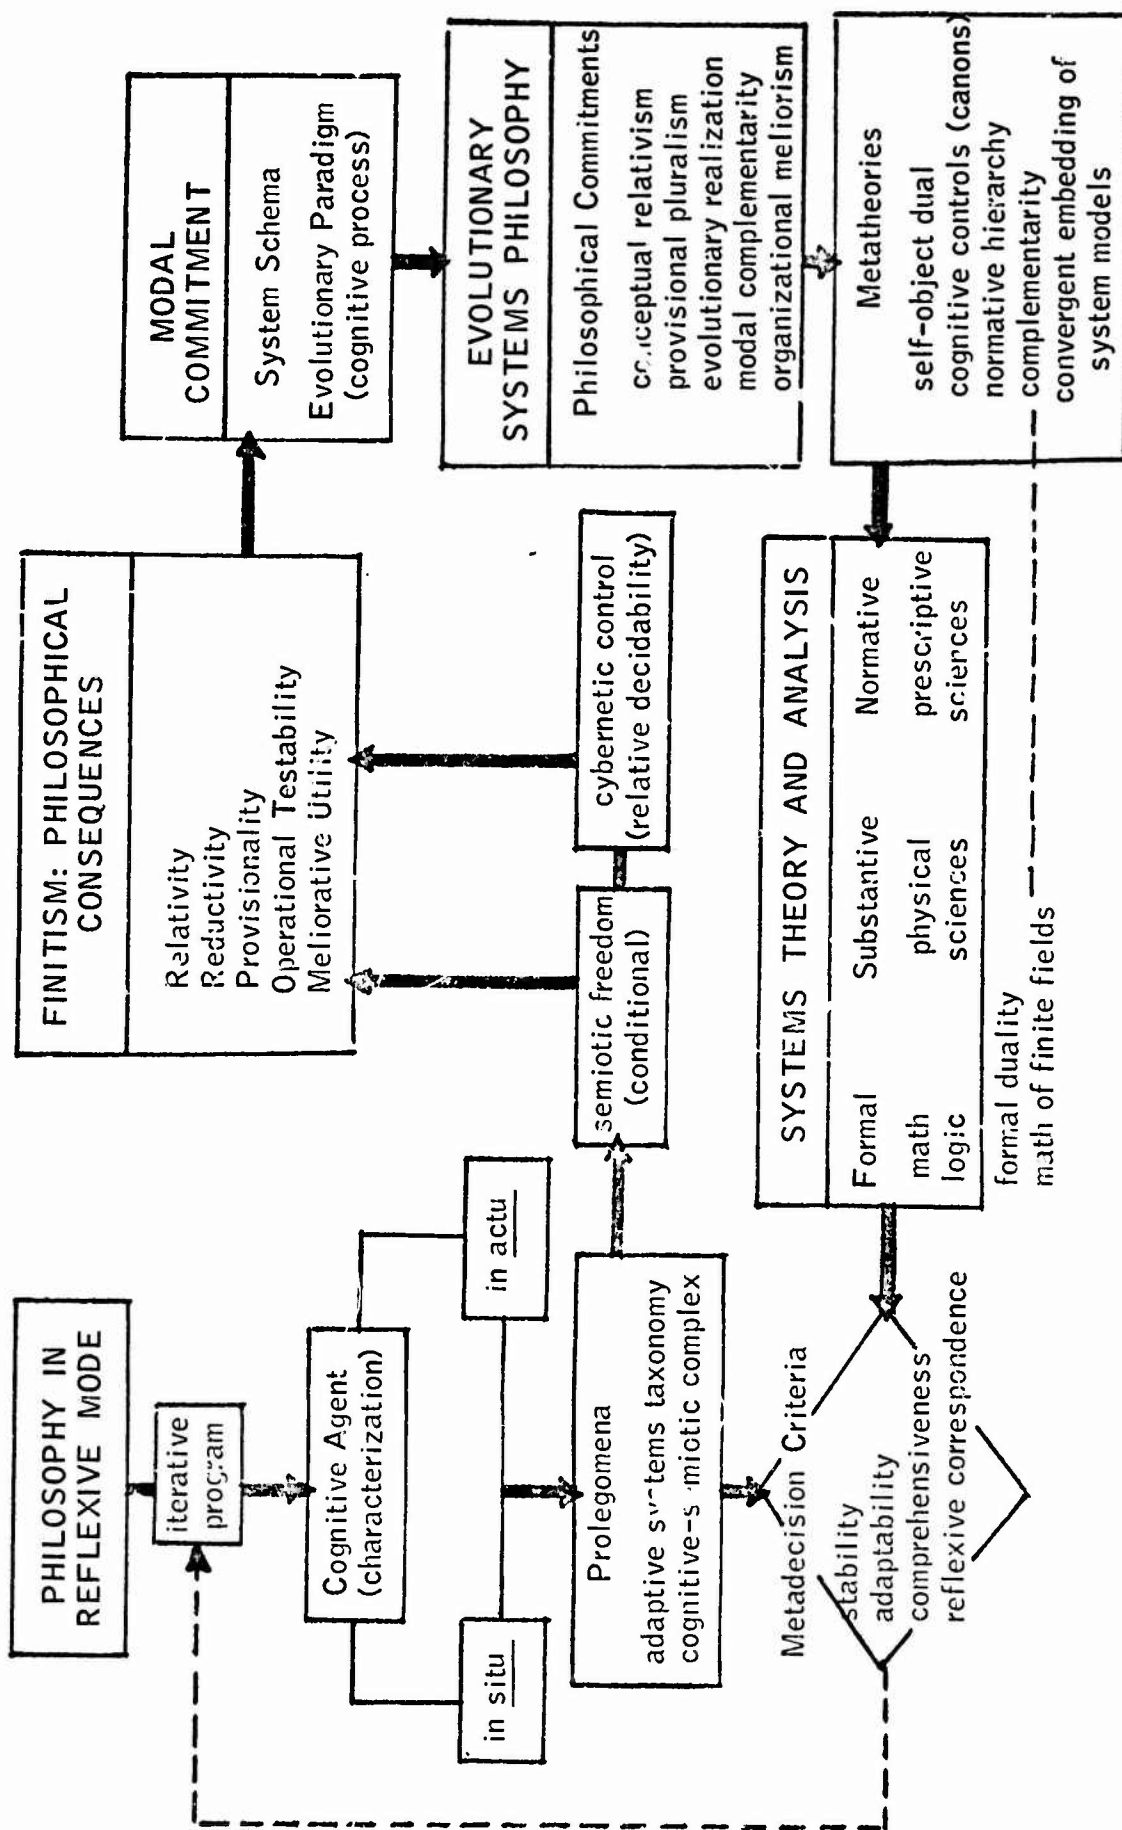 PHILOSOPHY IN
REFLEXIVE MODE
iterative
program
Cognitive Agent
(characterization)
in situ
in actu
Prolegomena
adaptive systems taxonomy
cognitive-semiotic complex
Metadecision Criteria
stability
adaptability
comprehensiveness
reflexive correspondence
FINITISM: PHILOSOPHICAL
CONSEQUENCES
Relativity
Reductivity
Provisionality
Operational Testability
Meliorative Utility
semiotic freedom
(conditional)
cybernetic control
(relative decidability)
MODAL
COMMITMENT
System Schema
Evolutionary Paradigm
(cognitive process)
EVOLUTIONARY
SYSTEMS PHILOSOPHY
Philosophical Commitments
conceptual relativism
provisional pluralism
evolutionary realization
modal complementarity
organizational meliorism
Metatheories
self-object dual
cognitive controls (canons)
normative hierarchy
complementarity
convergent embedding of
system models
SYSTEMS THEORY AND ANALYSIS
Formal Substantive Normative
math physical prescriptive
logic sciences sciences
formal duality
math of finite fields